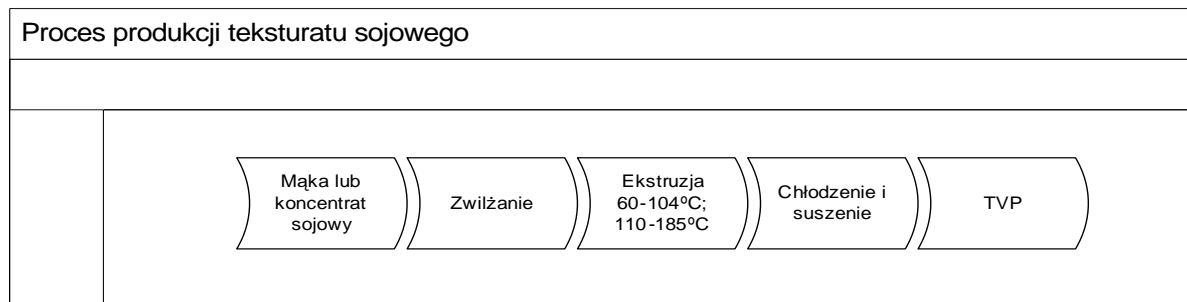 Proces produkcji teksturatu sojowego
Mąka lub
koncentrat
sojowy
Zwilżanie
Ekstruzja
60-104ºC;
110-185ºC
Chłodzenie i
suszenie
TVP